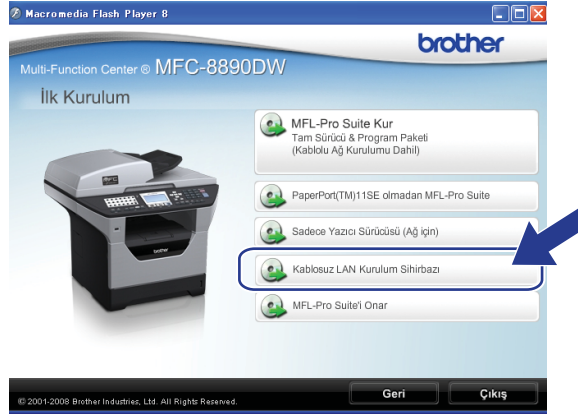 Macromedia Flash Player 8
brother
Multi-Function Center ® MFC-8890DW
İlk Kurulum
MFL-Pro Suite Kur
Tam Sürücü & Program Paketi
(Kablolu Ağ Kurulumu Dahil)
PaperPort(TM)11SE olmadan MFL-Pro Suite
Sadece Yazıcı Sürücüsü (Ağ için)
Kablosuz LAN Kurulum Sihirbazı
MFL-Pro Suite'i Onar
© 2001-2008 Brother Industries, Ltd. All Rights Reserved.
Geri
Çıkış